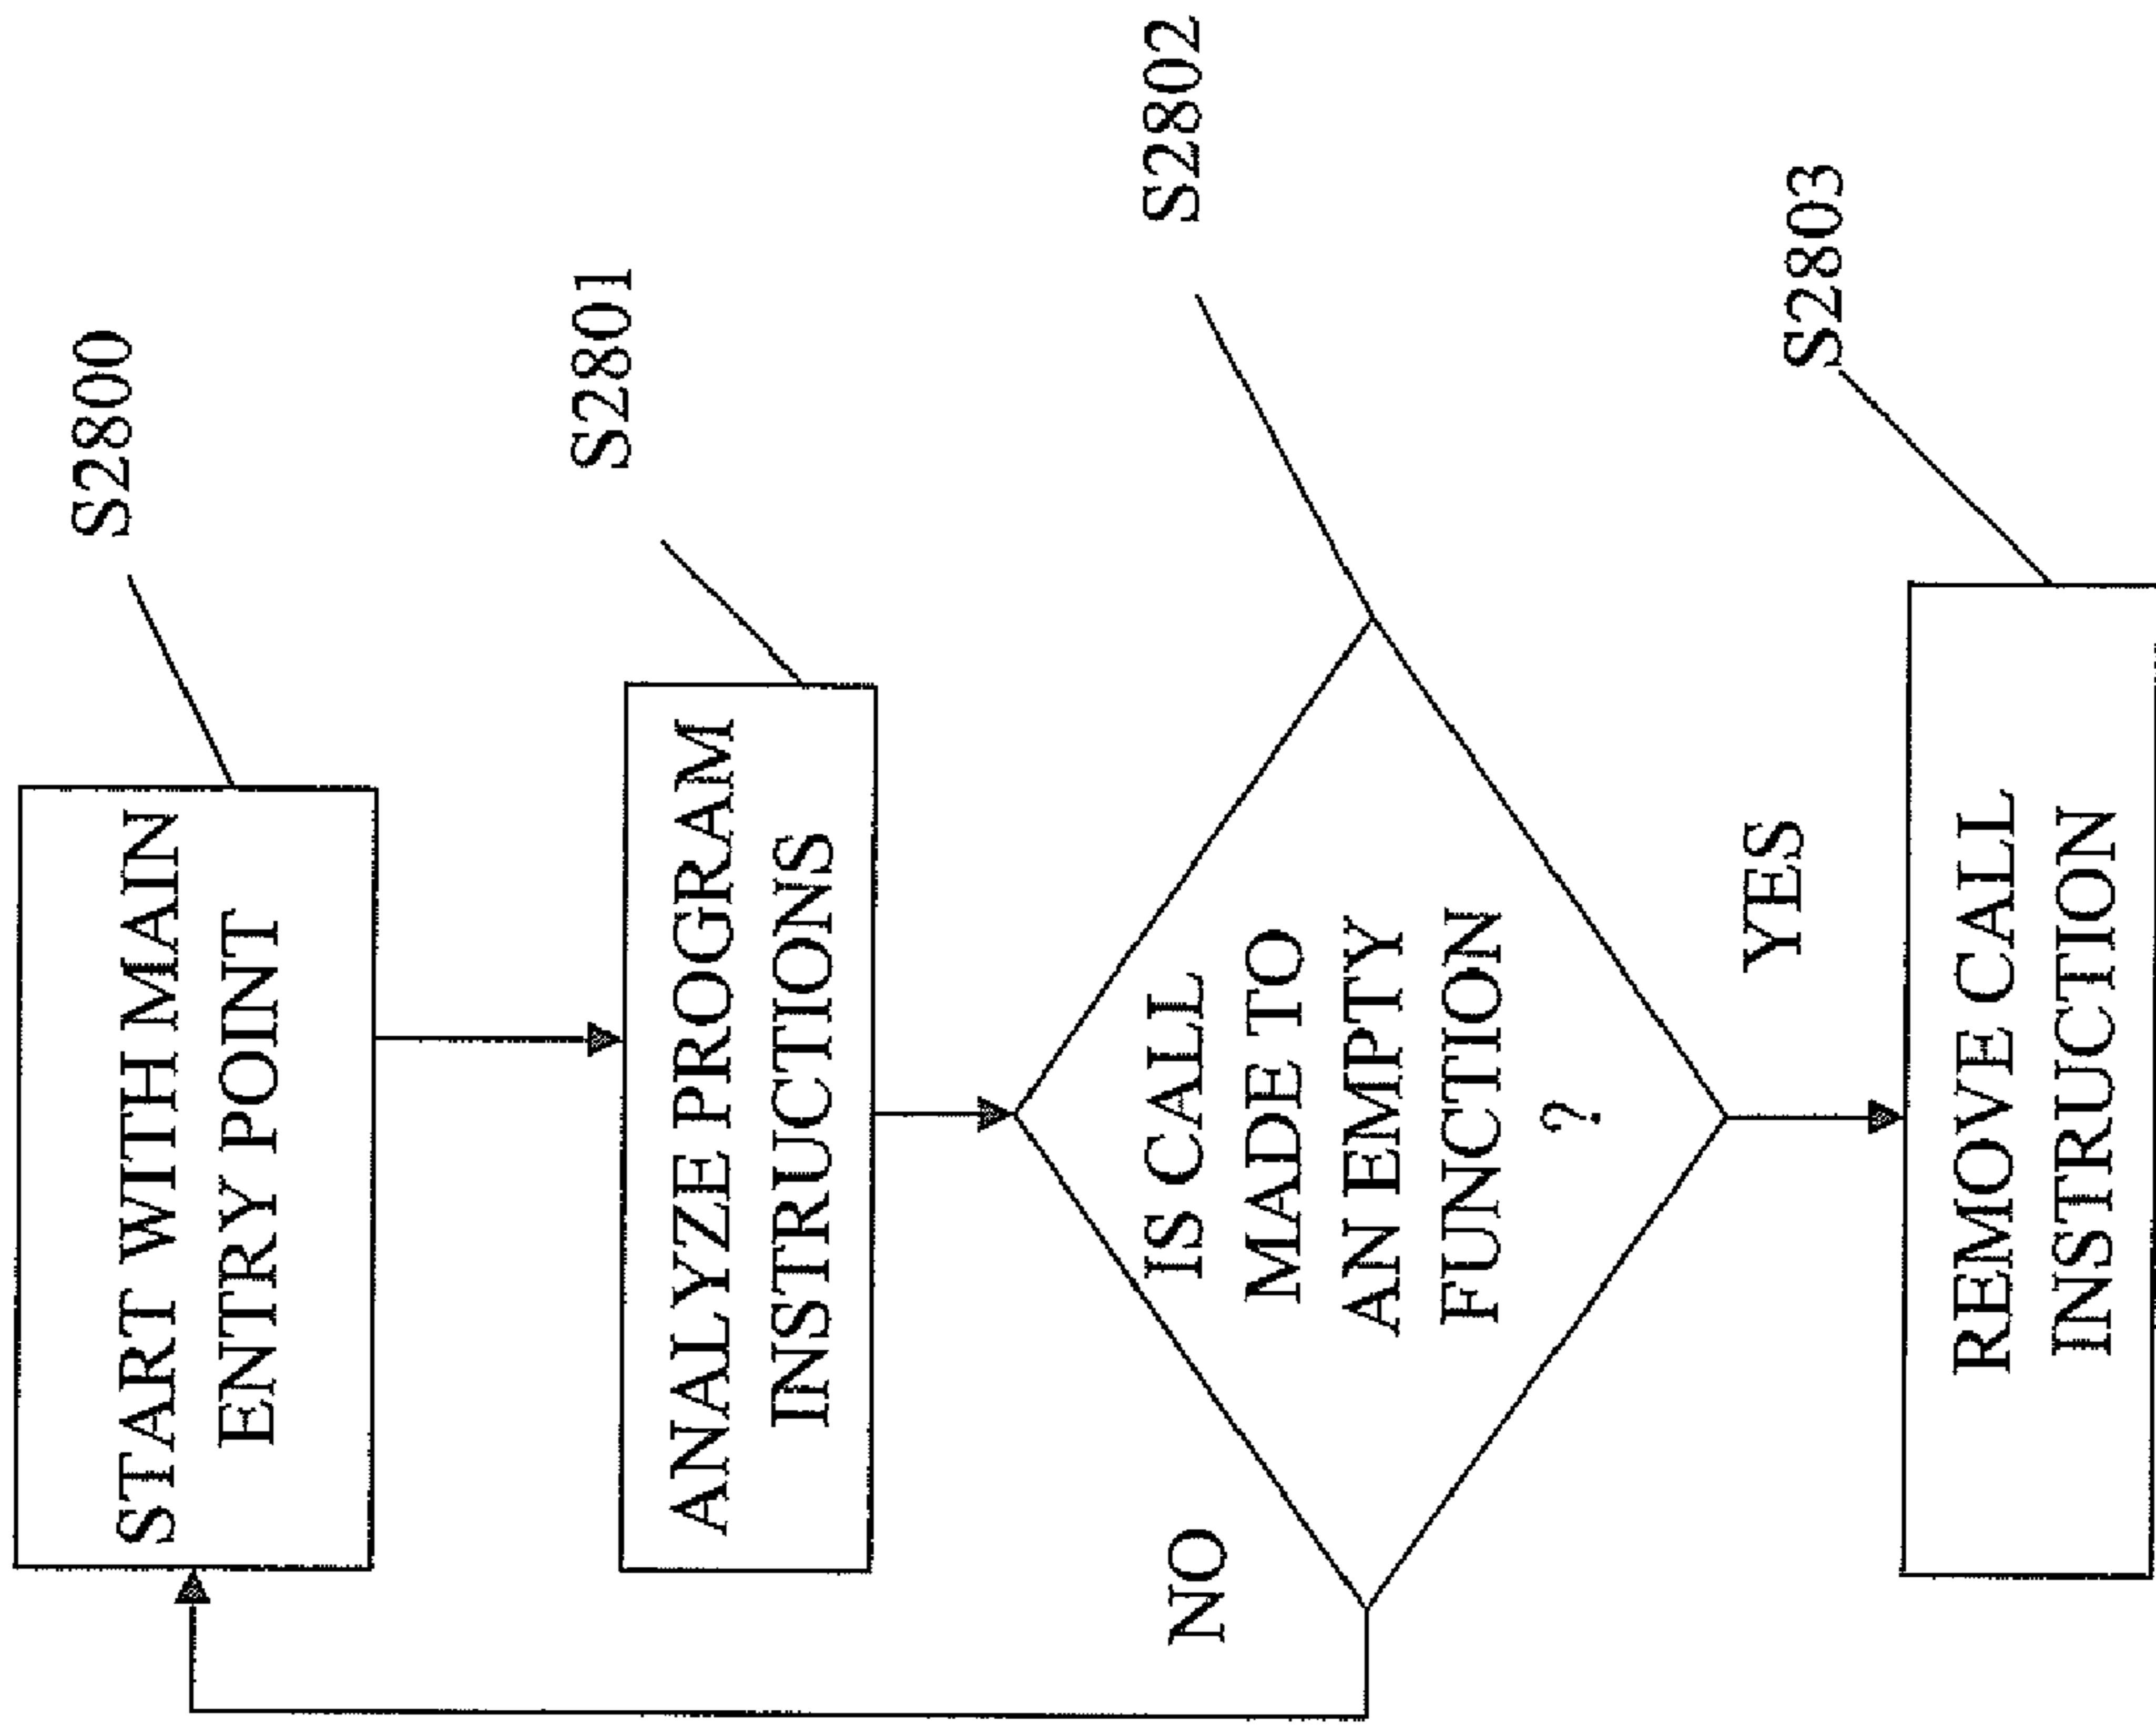 START WITH MAIN
ENTRY POINT
S2800
ANALYZE PROGRAM
INSTRUCTIONS
S2801
IS CALL
MADE TO
AN EMPTY
FUNCTION
?
S2802
NO
YES
REMOVE CALL
INSTRUCTION
S2803